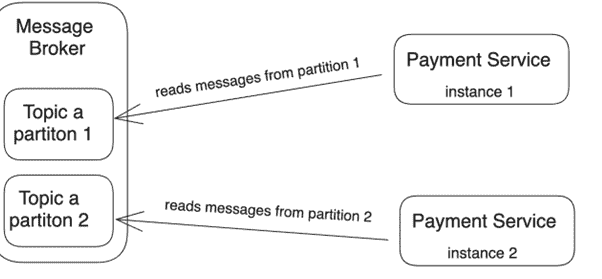 Message
Broker
Topic a
partiton 1
Topic a
partiton 2
reads messages from partition 1
reads messages from partition 2
Payment Service
instance 1
Payment Service
instance 2